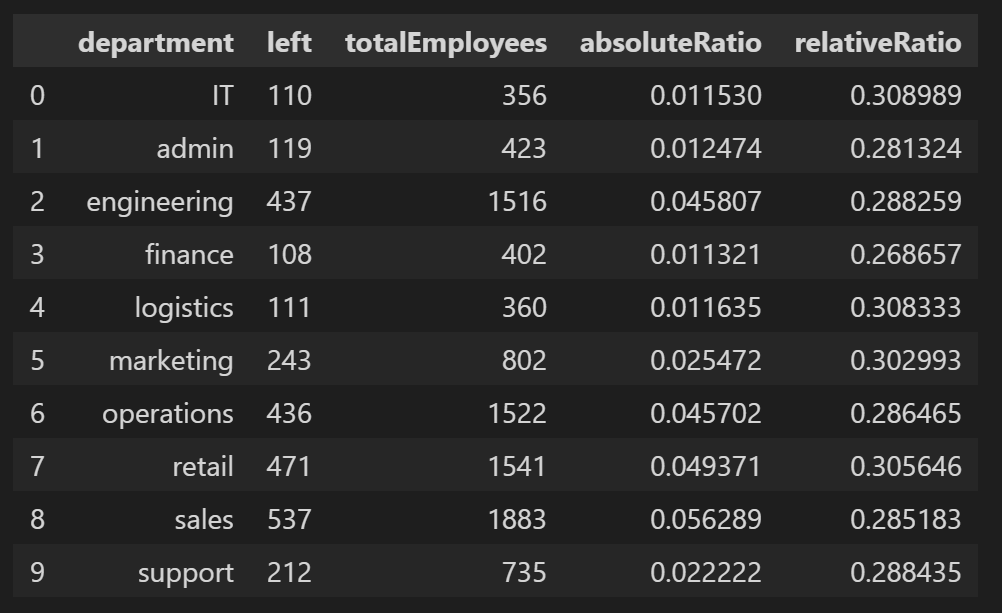 department left totalEmployees absoluteRatio relativeRatio
0 IT 110 356 0.011530 0.308989
1 admin 119 423 0.012474 0.281324
2 engineering 437 1516 0.045807 0.288259
3 finance 108 402 0.011321 0.268657
4 logistics 111 360 0.011635 0.308333
5 marketing 243 802 0.025472 0.302993
6 operations 436 1522 0.045702 0.286465
7 retail 471 1541 0.049371 0.305646
8 sales 537 1883 0.056289 0.285183
9 support 212 735 0.022222 0.288435